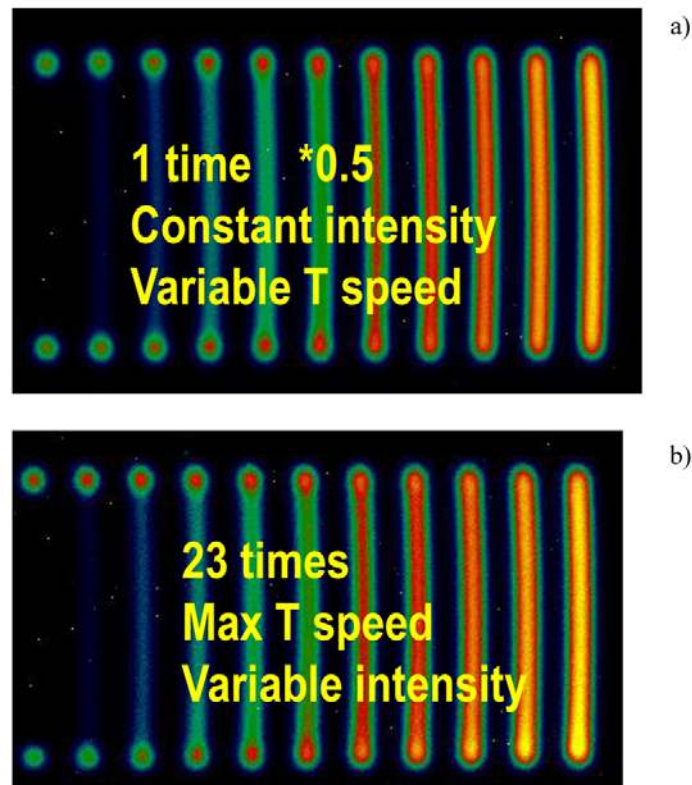 a)
1 time *0.5
Constant intensity
Variable T speed
b)
23 times
Max T speed
Variable intensity